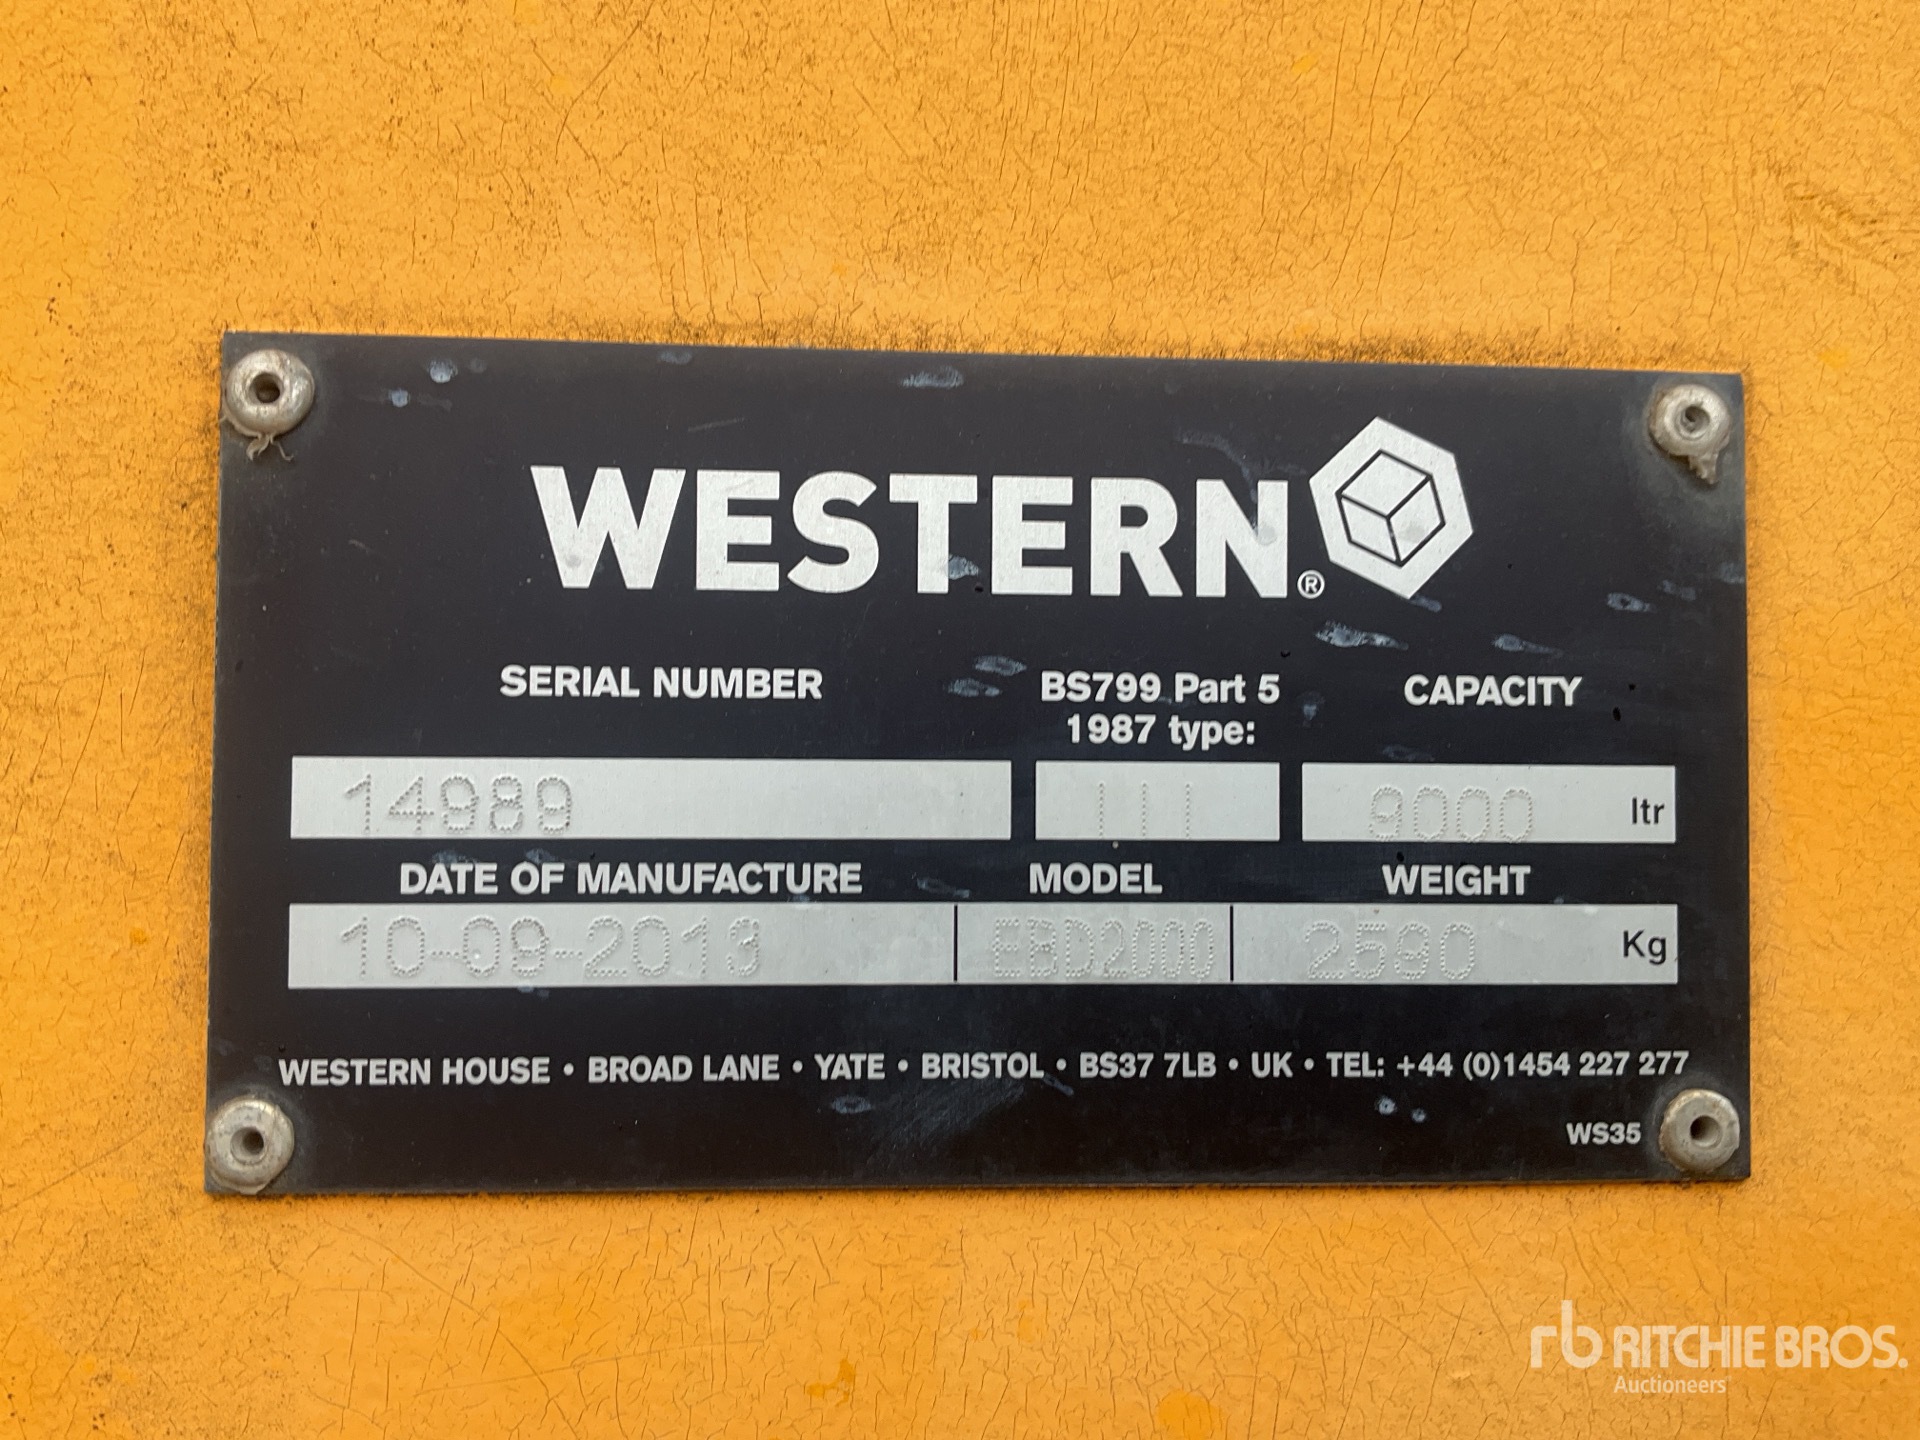 WESTERN®
SERIAL NUMBER
BS799 Part 5
1987 type:
CAPACITY
14989
III
9000 ltr
DATE OF MANUFACTURE
MODEL
WEIGHT
10-09-2013
EBD2000
2590 Kg
WESTERN HOUSE • BROAD LANE • YATE • BRISTOL • BS37 7LB • UK • TEL: +44 (0)1454 227 277
WS35
rb RITCHIE BROS.
Auctioneers